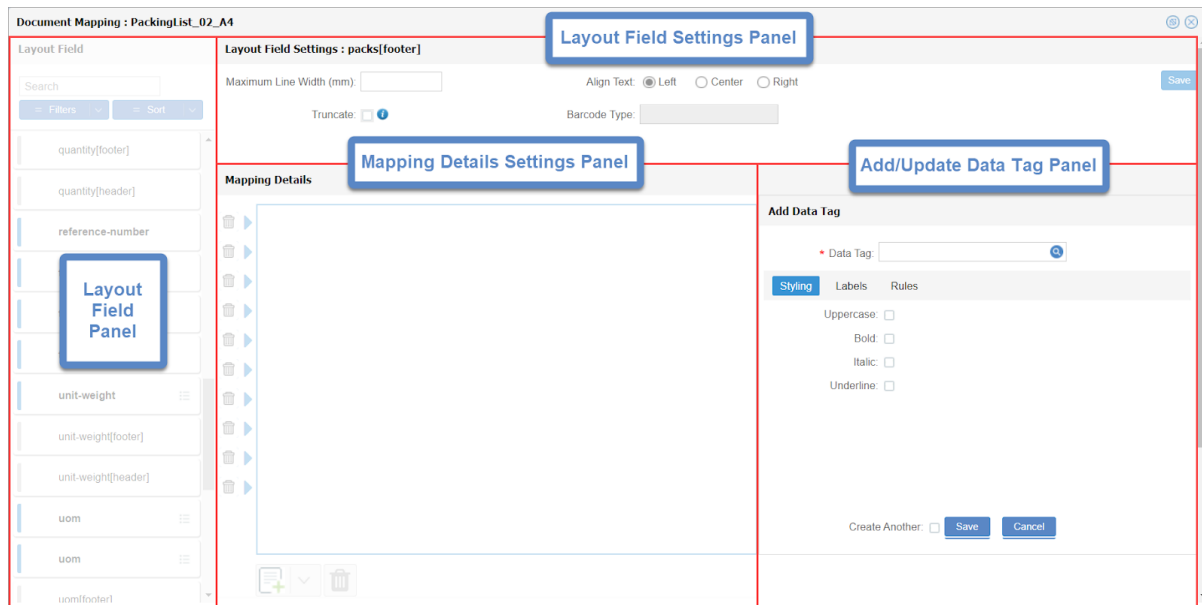 Document Mapping : PackingList_02_A4
Layout Field
Search
Filters
Sort
quantity[footer]
quantity[header]
reference-number
Layout
Field
Panel
unit-weight
unit-weight[footer]
unit-weight[header]
uom
uom
uom[footer]
Layout Field Settings : packs[footer]
Layout Field Settings Panel
Maximum Line Width (mm):
Align Text: Left Center Right
Save
Truncate:
Barcode Type:
Mapping Details Settings Panel
Mapping Details
Add/Update Data Tag Panel
Add Data Tag
* Data Tag:
Styling Labels Rules
Uppercase:
Bold:
Italic:
Underline:
Create Another: Save Cancel